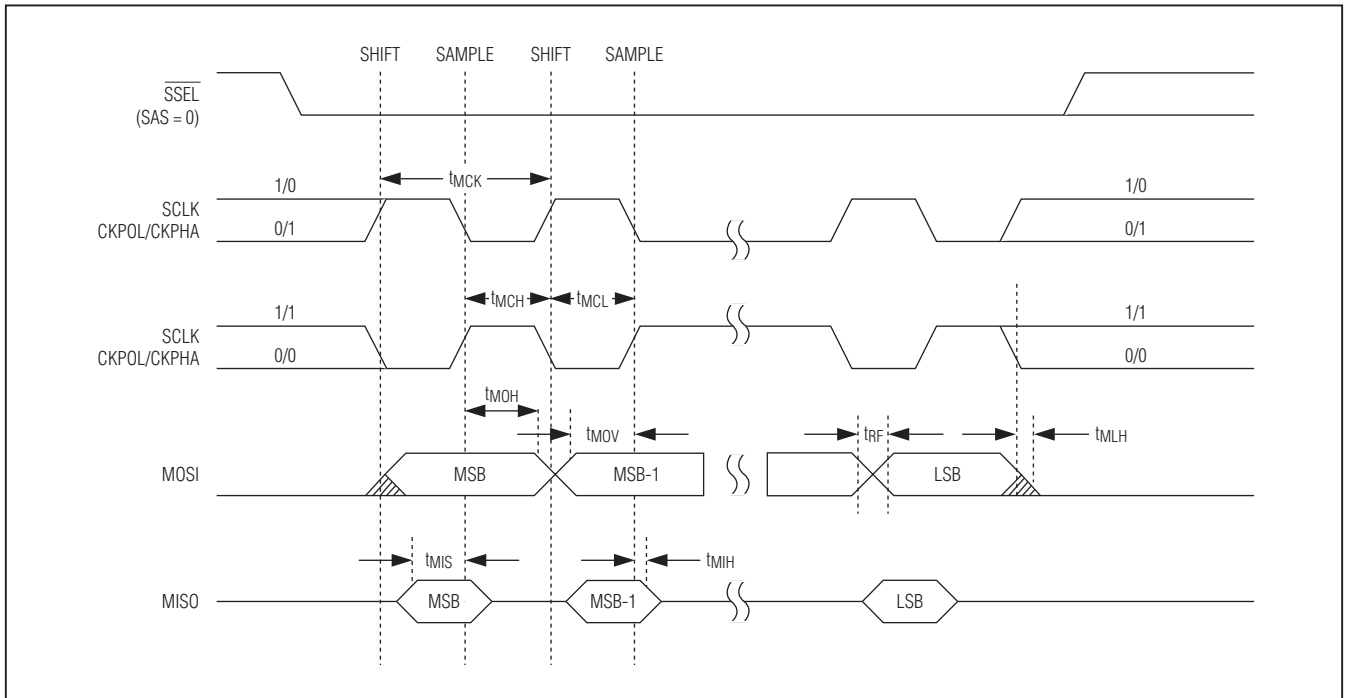 SHIFT SAMPLE SHIFT SAMPLE
SSEL
(SAS = 0)
tMCK
1/0 1/0
SCLK
CKPOL/CKPHA 0/1 0/1
tMCH tMCL
1/1 1/1
SCLK
CKPOL/CKPHA 0/0 0/0
tMOH
tMOV tRF tMLH
MOSI MSB MSB-1 LSB
tMIS tMIH
MISO MSB MSB-1 LSB